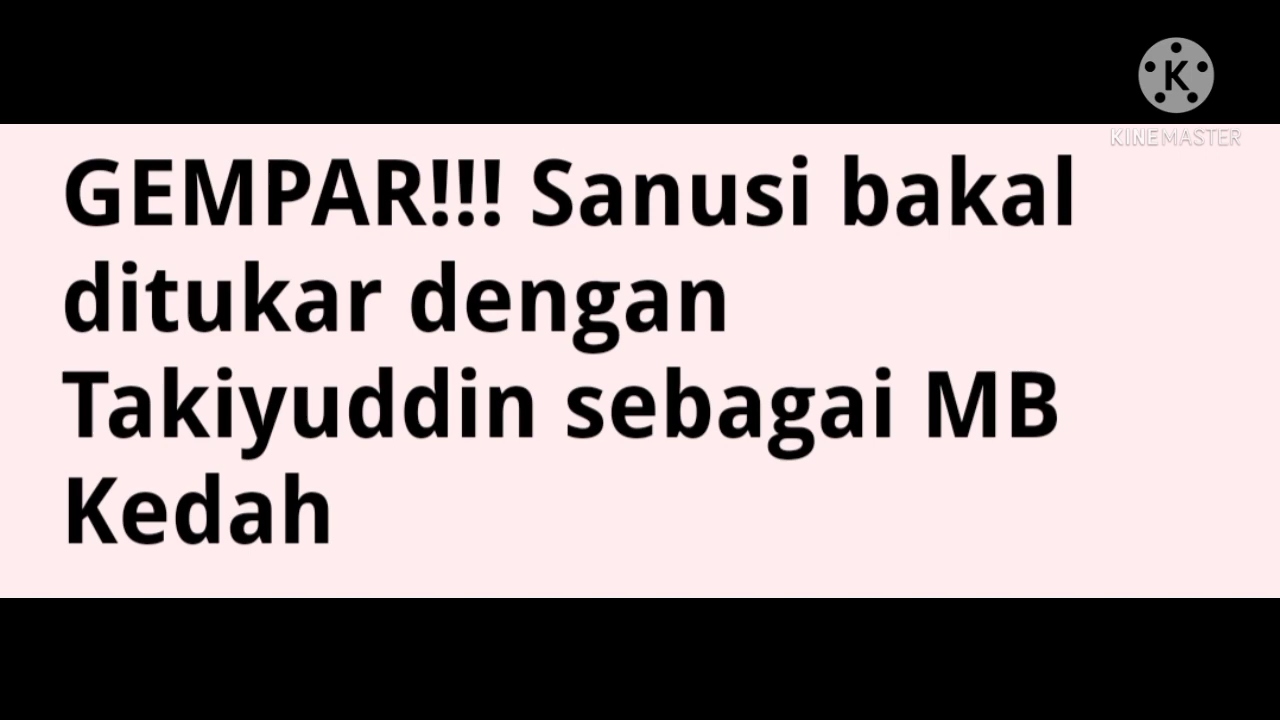 K
KINEMASTER
GEMPAR!!! Sanusi bakal
ditukar dengan
Takiyuddin sebagai MB
Kedah